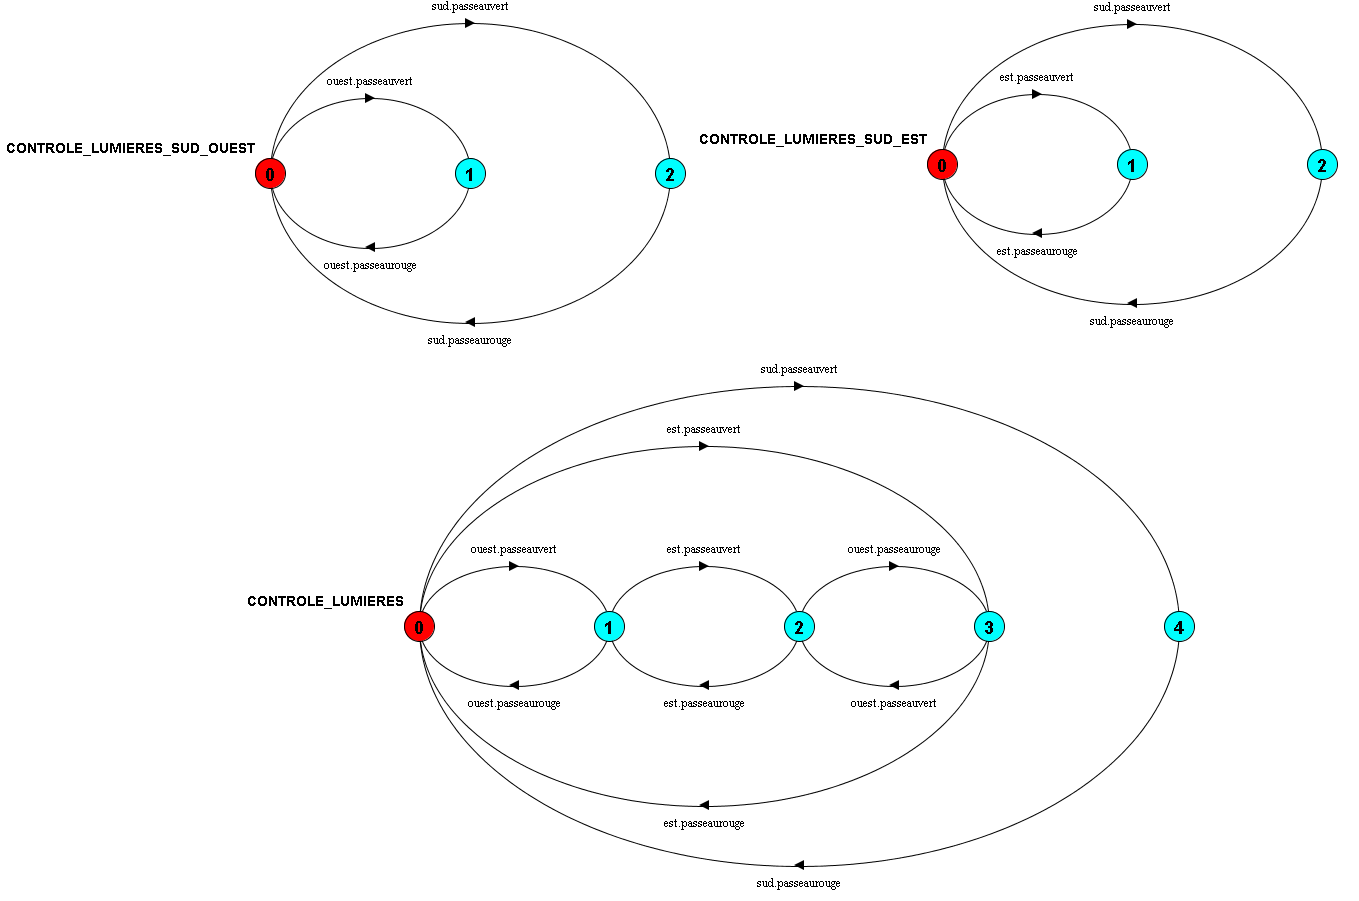 sud.passeauvert
ouest.passeauvert
CONTROLE_LUMIERES_SUD_OUEST
0
1
2
ouest.passeaurouge
sud.passeaurouge
sud.passeauvert
est.passeauvert
CONTROLE_LUMIERES_SUD_EST
0
1
2
est.passeaurouge
sud.passeaurouge
sud.passeauvert
est.passeauvert
ouest.passeauvert
est.passeauvert
ouest.passeaurouge
CONTROLE_LUMIERES
0
1
2
3
4
ouest.passeaurouge
est.passeaurouge
ouest.passeauvert
est.passeaurouge
sud.passeaurouge